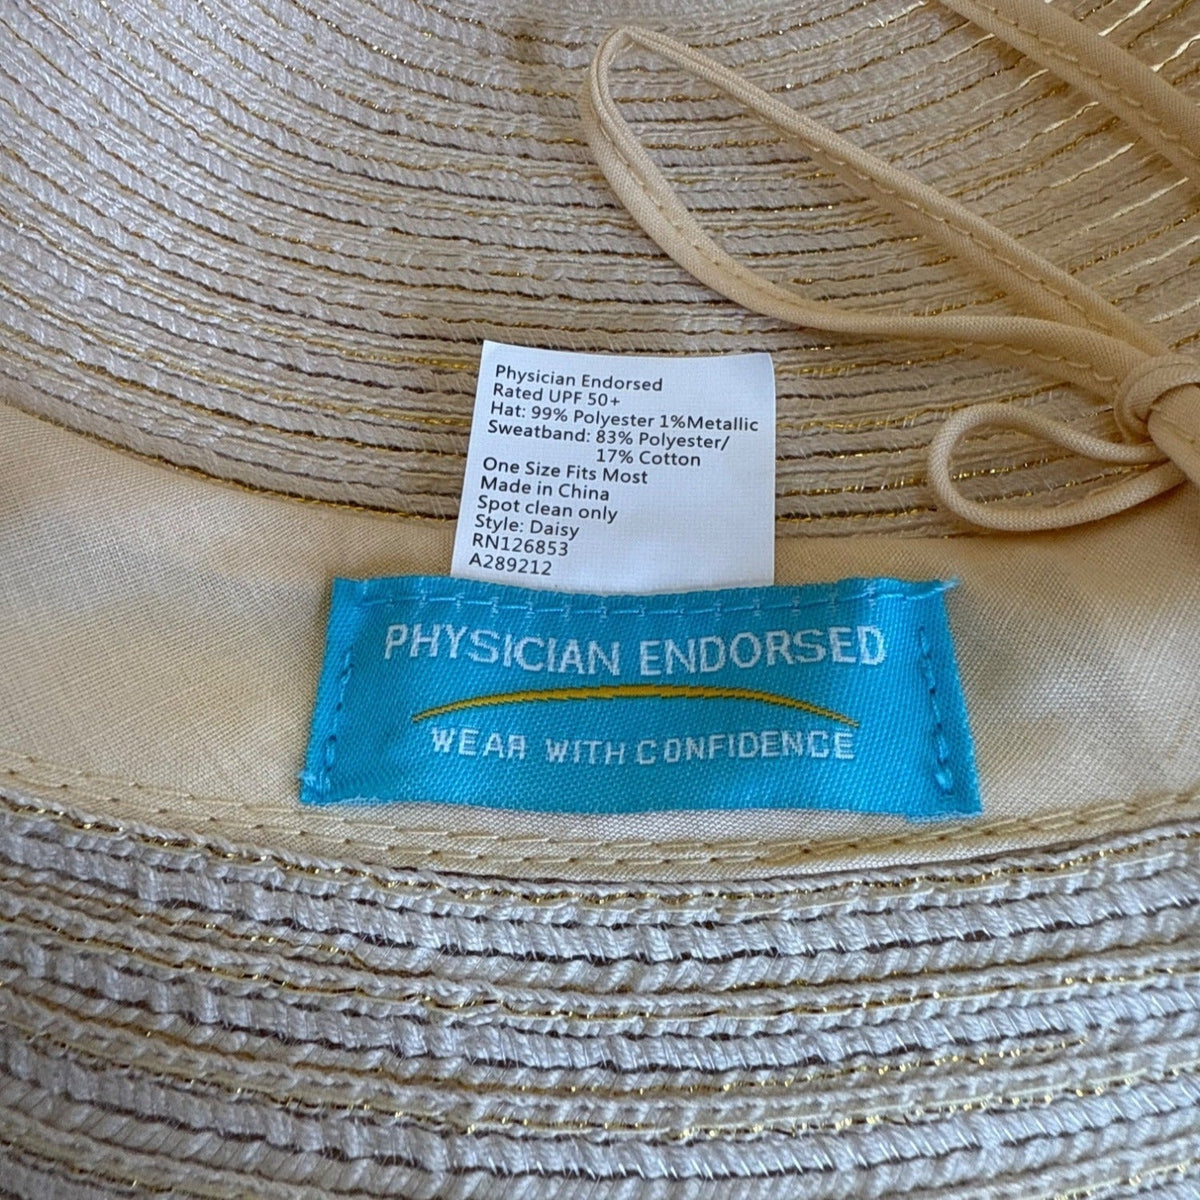 Physician Endorsed
Rated UPF 50+
Hat: 99% Polyester 1%Metallic
Sweatband: 83% Polyester/
17% Cotton
One Size Fits Most
Made in China
Spot clean only
Style: Daisy
RN126853
A289212
PHYSICIAN ENDORSED
WEAR WITH CONFIDENCE